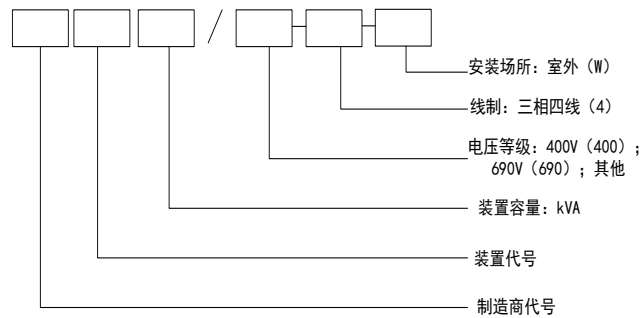 /
安装场所：室外（W）
线制：三相四线（4）
电压等级：400V（400）；
690V（690）；其他
装置容量：kVA
装置代号
制造商代号